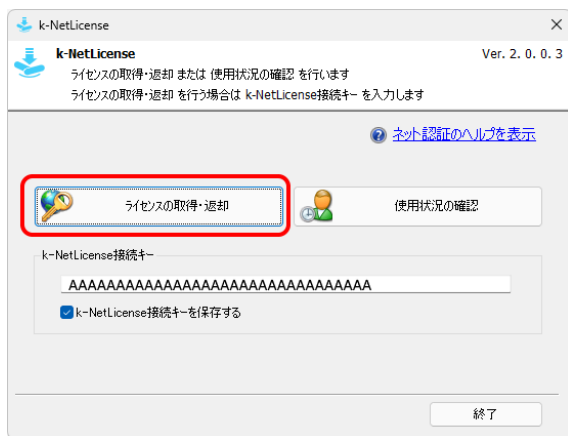 k-NetLicense
k-NetLicense
Ver. 2. 0. 0. 3
ライセンスの取得・返却 または 使用状況の確認 を行います
ライセンスの取得・返却 を行う場合は k-NetLicense接続キー を入力します
ネット認証のヘルプを表示
ライセンスの取得・返却
使用状況の確認
k-NetLicense接続キー
AAAAAAAAAAAAAAAAAAAAAAAAAAAAAAAA
k-NetLicense接続キーを保存する
終了